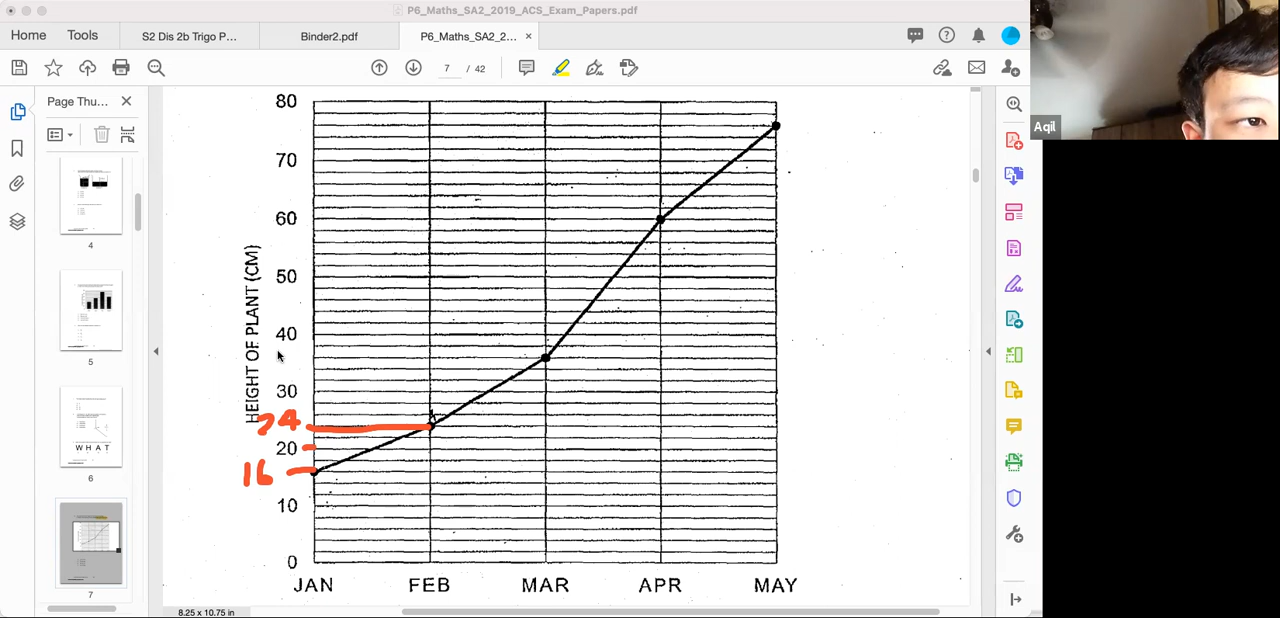 P6_Maths_SA2_2019_ACS_Exam_Papers.pdf
Home
Tools
S2 Dis 2b Trigo P...
Binder2.pdf
P6_Maths_SA2_2...
7 / 42
Page Thu...
4
5
W H A T
6
7
HEIGHT OF PLANT (CM)
80
70
60
50
40
30
24
20
16
10
0
JAN FEB MAR APR MAY
8.25 x 10.75 in
Aqil